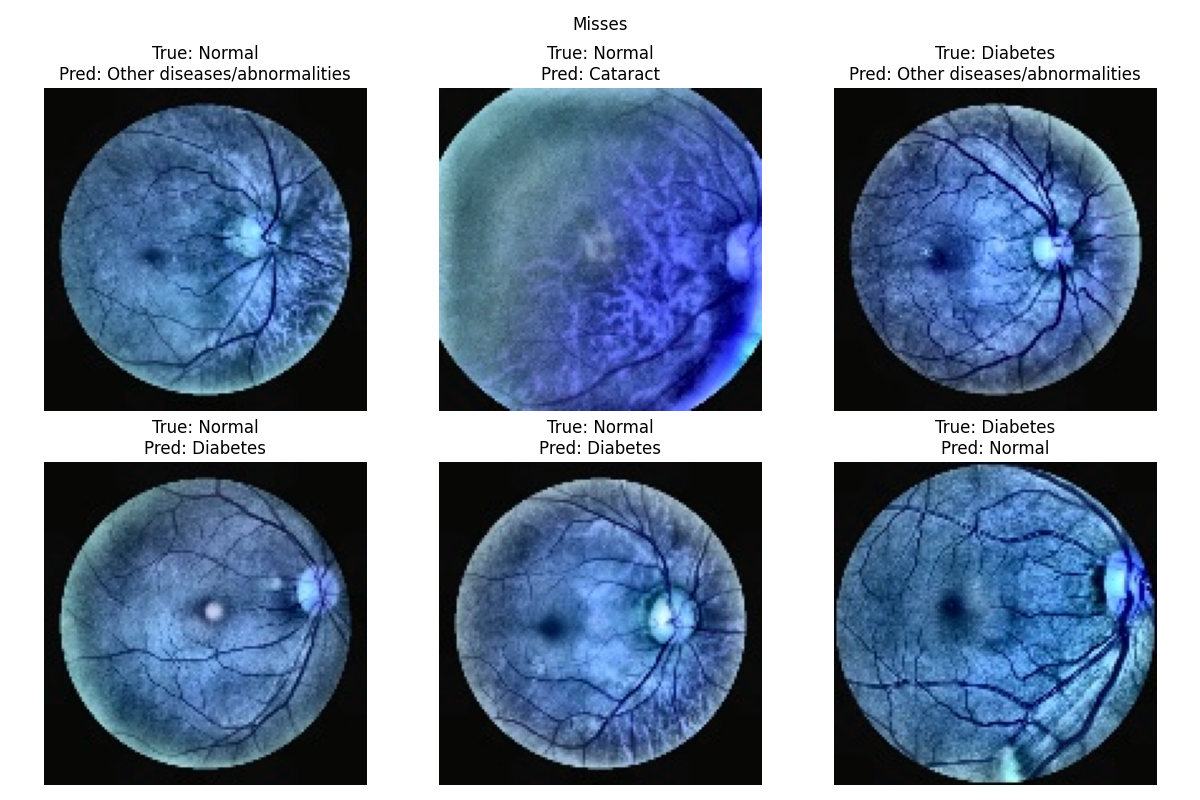 Misses
True: Normal
Pred: Other diseases/abnormalities
True: Normal
Pred: Cataract
True: Diabetes
Pred: Other diseases/abnormalities
True: Normal
Pred: Diabetes
True: Normal
Pred: Diabetes
True: Diabetes
Pred: Normal